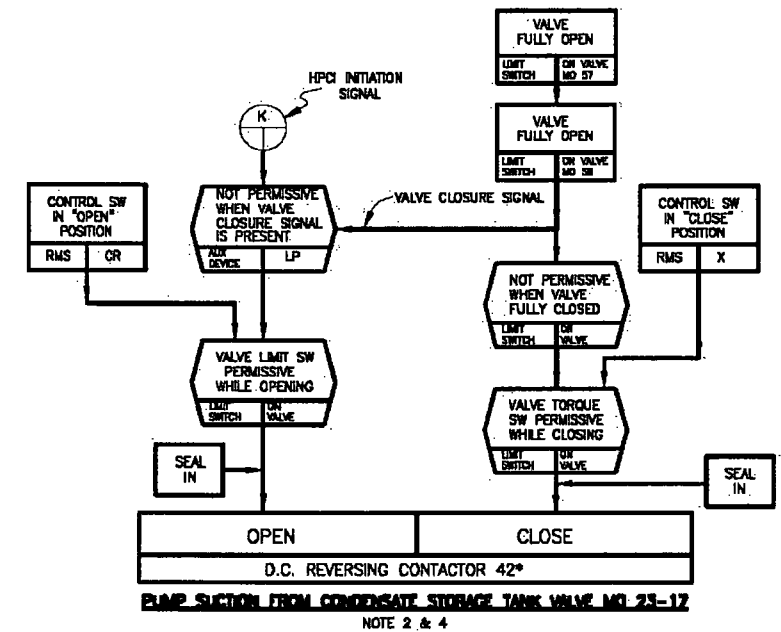 VALVE
FULLY OPEN
LIMIT
SWITCH
ON VALVE
MO 57
HPCI INITIATION
SIGNAL
K
VALVE
FULLY OPEN
LIMIT
SWITCH
ON VALVE
MO 58
CONTROL SW
IN "OPEN"
POSITION
RMS
CR
NOT PERMISSIVE
WHEN VALVE
CLOSURE SIGNAL
IS PRESENT
AUX
DEVICE
LP
VALVE CLOSURE SIGNAL
CONTROL SW
IN "CLOSE"
POSITION
RMS
X
NOT PERMISSIVE
WHEN VALVE
FULLY CLOSED
LIMIT
SWITCH
ON
VALVE
VALVE LIMIT SW
PERMISSIVE
WHILE OPENING
LIMIT
SWITCH
ON
VALVE
VALVE TORQUE
SW PERMISSIVE
WHILE CLOSING
LIMIT
SWITCH
ON
VALVE
SEAL
IN
SEAL
IN
OPEN
CLOSE
D.C. REVERSING CONTACTOR 42*
PUMP SUCTION FROM CONDENSATE STORAGE TANK VALVE MO 23-17
NOTE 2 & 4